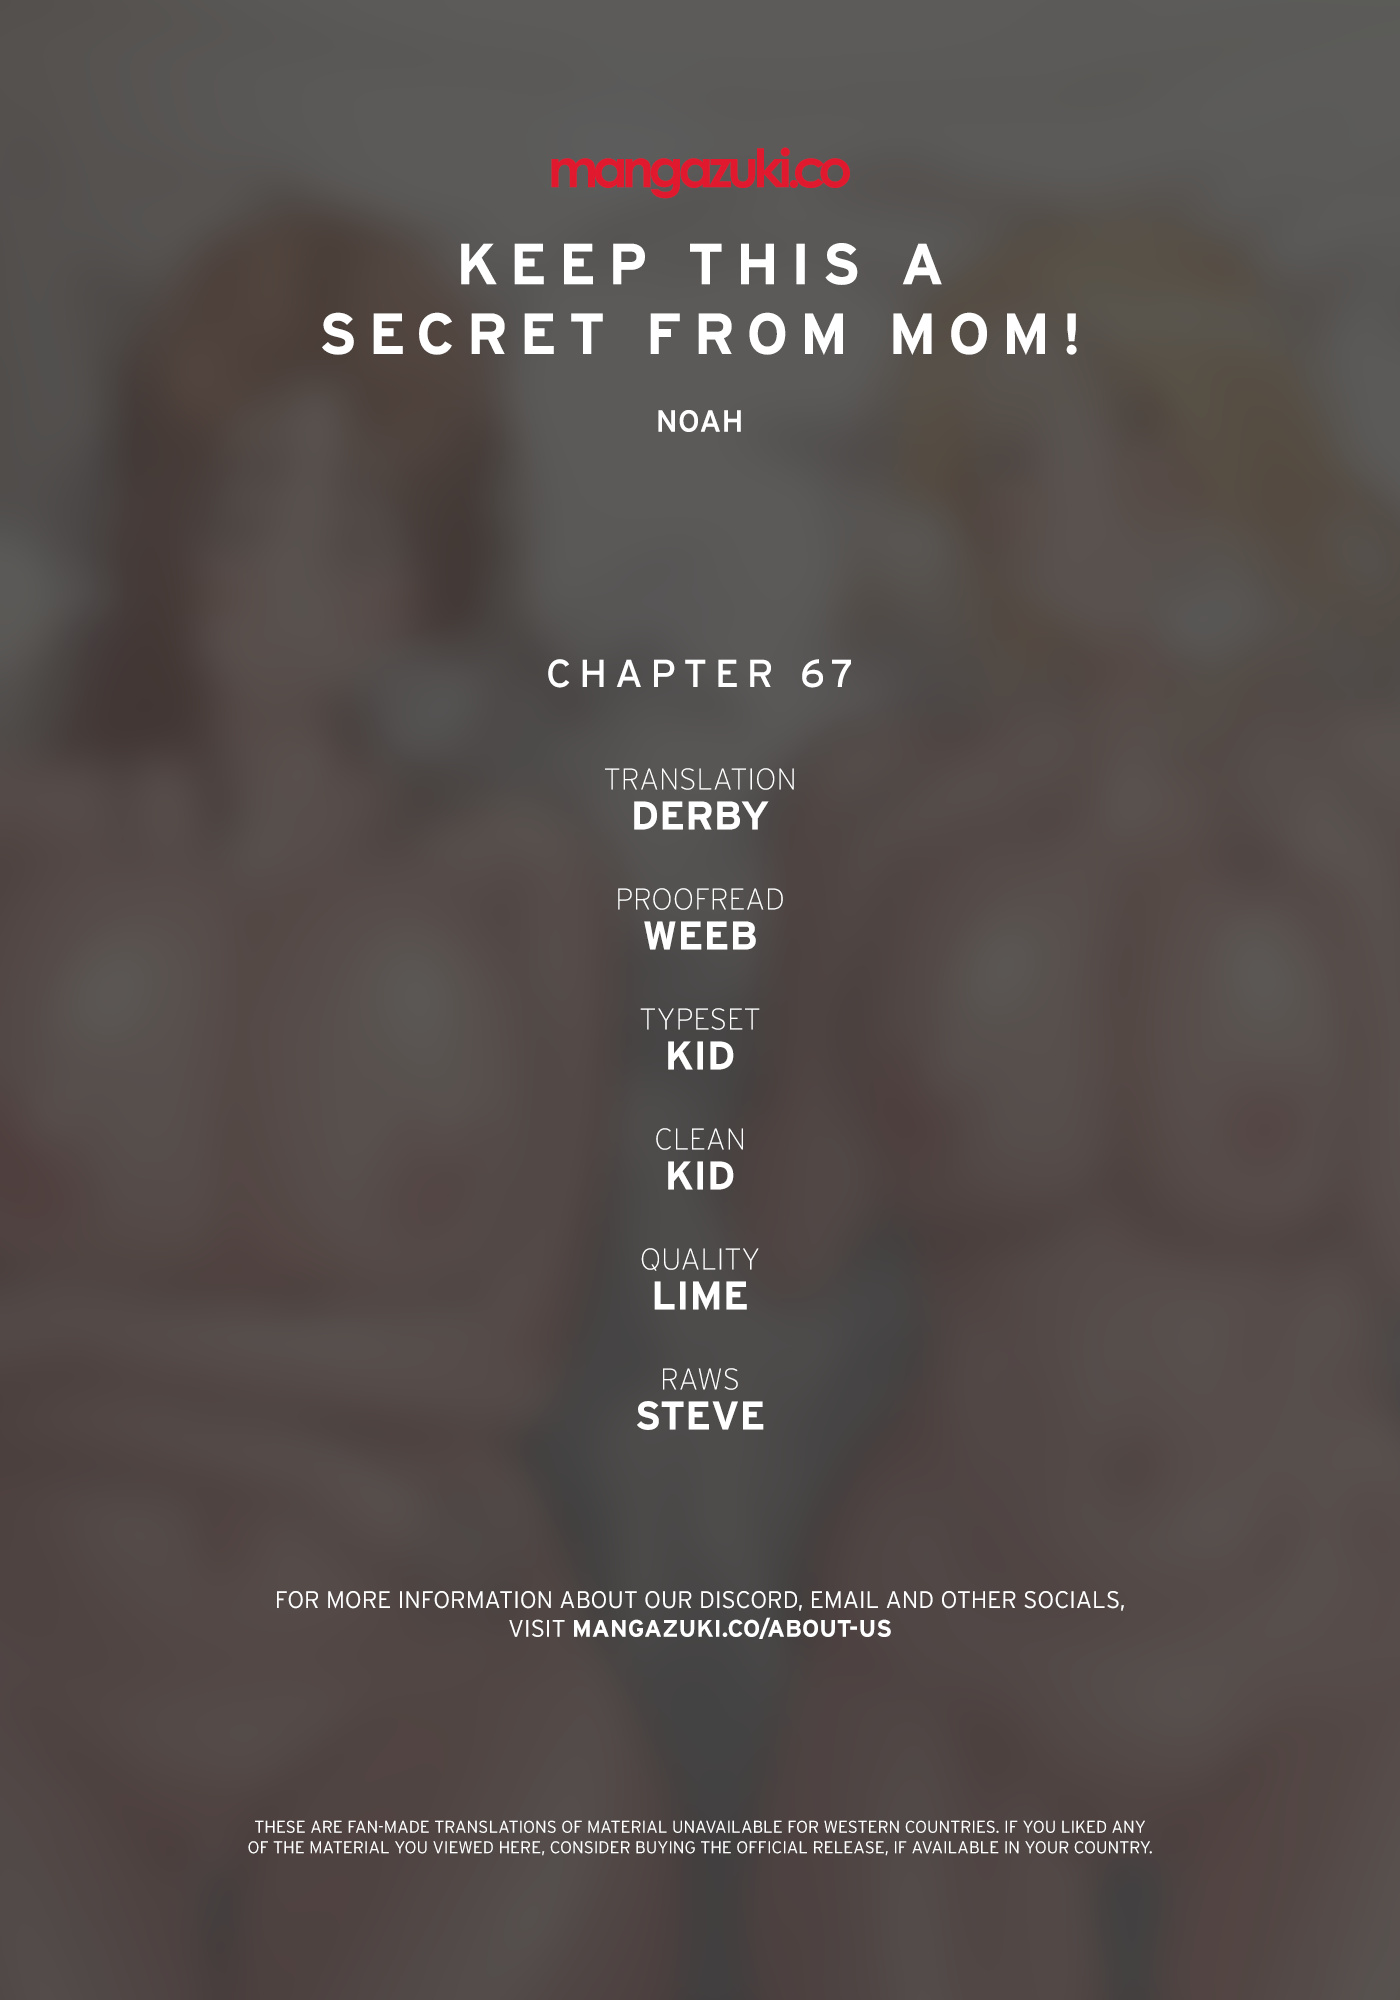 mangazuki.co
KEEP THIS A
SECRET FROM MOM!
NOAH
CHAPTER 67
TRANSLATION
DERBY
PROOFREAD
WEEB
TYPESET
KID
CLEAN
KID
QUALITY
LIME
RAWS
STEVE
FOR MORE INFORMATION ABOUT OUR DISCORD, EMAIL AND OTHER SOCIALS,
VISIT MANGAZUKI.CO/ABOUT-US
THESE ARE FAN-MADE TRANSLATIONS OF MATERIAL UNAVAILABLE FOR WESTERN COUNTRIES. IF YOU LIKED ANY
OF THE MATERIAL YOU VIEWED HERE, CONSIDER BUYING THE OFFICIAL RELEASE, IF AVAILABLE IN YOUR COUNTRY.